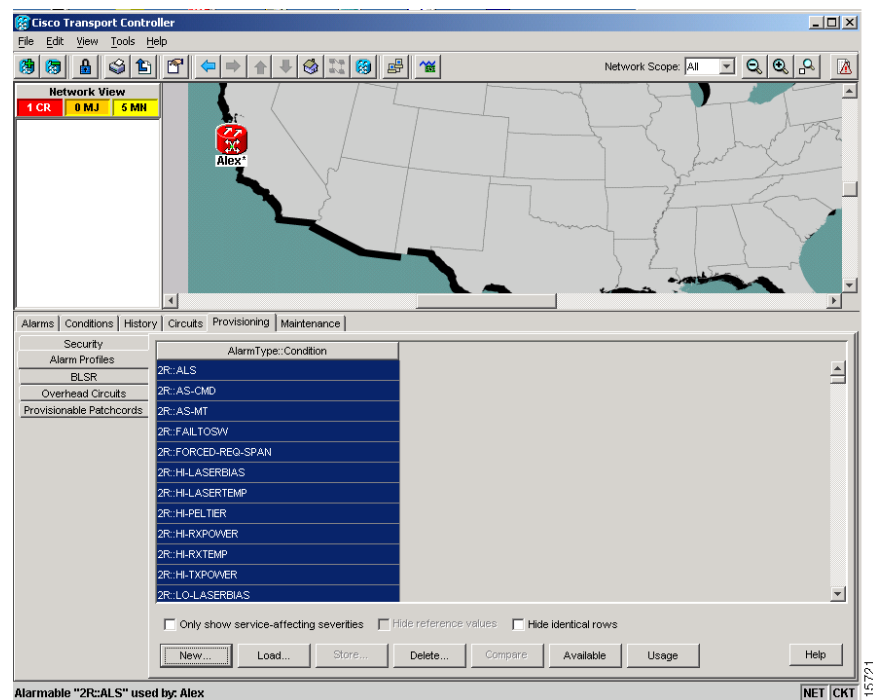 Cisco Transport Controller
File Edit View Tools Help
Network Scope: All
Network View
1 CR 0 MJ 5 MN
Alex*
Alarms Conditions History Circuits Provisioning Maintenance
Security
Alarm Profiles
BLSR
Overhead Circuits
Provisionable Patchcords
AlarmType::Condition
2R::ALS
2R::AS-CMD
2R::AS-MT
2R::FAILTOSW
2R::FORCED-REQ-SPAN
2R::HI-LASERBIAS
2R::HI-LASERTEMP
2R::HI-PELTIER
2R::HI-RXPOWER
2R::HI-RXTEMP
2R::HI-TXPOWER
2R::LO-LASERBIAS
Only show service-affecting severities Hide reference values Hide identical rows
New... Load... Store... Delete... Compare Available Usage Help
Alarmable "2R::ALS" used by: Alex NET CKT